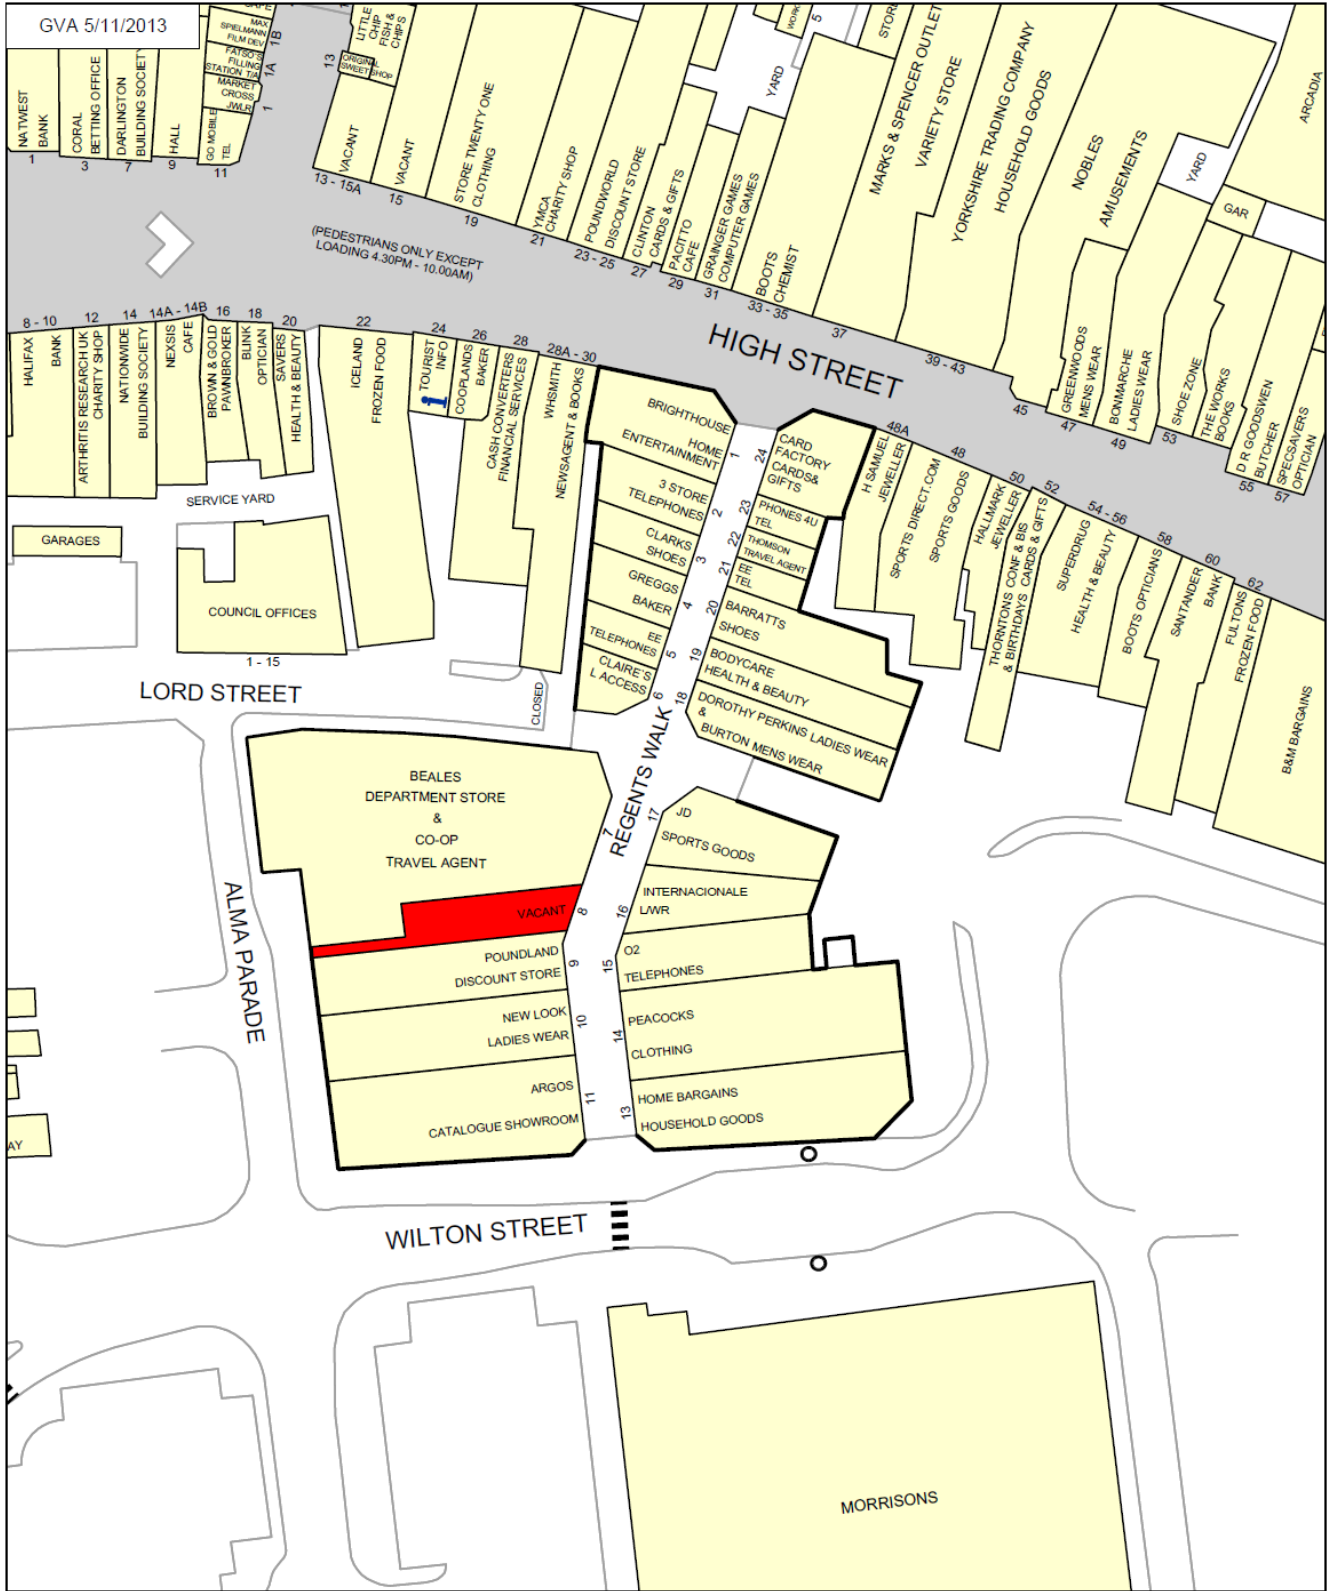 GVA 5/11/2013
NATWEST
BANK
1
CORAL
BETTING OFFICE
3
DARLINGTON
BUILDING SOCIETY
7
HALL
9
MAX
SPIELMANN
FILM DEV
1B
FATSO'S
FILLING
STATION T/A
1A
MARKET
CROSS
JWLR
1
GO MOBILE
TEL
11
LITTLE
CHIP
FISH &
CHIPS
13
ORIGINAL
SWEET SHOP
VACANT
13 - 15A
VACANT
15
STORE TWENTY ONE
CLOTHING
19
YMCA
CHARITY SHOP
21
POUNDWORLD
DISCOUNT STORE
23 - 25
CLINTON
CARDS & GIFTS
27
PACITTO
CAFE
29
GRAINGER GAMES
COMPUTER GAMES
31
YARD
5
BOOTS
CHEMIST
33 - 35
MARKS & SPENCER OUTLET
VARIETY STORE
37
YORKSHIRE TRADING COMPANY
HOUSEHOLD GOODS
39 - 43
NOBLES
AMUSEMENTS
45
YARD
GAR
ARCADIA
GREENWOODS
MENS WEAR
47
BONMARCHE
LADIES WEAR
49
SHOE ZONE
53
THE WORKS
BOOKS
D R GOODSWEN
BUTCHER
55
SPECSAVERS
OPTICIAN
57
(PEDESTRIANS ONLY EXCEPT
LOADING 4.30PM - 10.00AM)
HIGH STREET
8 - 10
HALIFAX
BANK
12
ARTHRITIS RESEARCH UK
CHARITY SHOP
14
NATIONWIDE
BUILDING SOCIETY
14A - 14B
NEXSIS
CAFE
16
BROWN & GOLD
PAWNBROKER
18
BLINK
OPTICIAN
20
SAVERS
HEALTH & BEAUTY
22
ICELAND
FROZEN FOOD
24
TOURIST
INFO
i
26
COOPLANDS
BAKER
28
CASH CONVERTERS
FINANCIAL SERVICES
28A - 30
WHSMITH
NEWSAGENT & BOOKS
BRIGHTHOUSE
HOME
ENTERTAINMENT
1
3 STORE
TELEPHONES
2
CLARKS
SHOES
3
GREGGS
BAKER
4
EE
TELEPHONES
5
CLAIRE'S
L ACCESS
6
CARD
FACTORY
CARDS&
GIFTS
24
PHONES 4U
TEL
23
THOMSON
TRAVEL AGENT
22
EE
TEL
21
BARRATTS
SHOES
20
BODYCARE
HEALTH & BEAUTY
19
DOROTHY PERKINS LADIES WEAR
&
BURTON MENS WEAR
18
48A
H SAMUEL
JEWELLER
48
SPORTS DIRECT.COM
SPORTS GOODS
50
HALLMARK
JEWELLER
52
THORNTONS CONF & BIS
& BIRTHDAYS CARDS & GIFTS
54 - 56
SUPERDRUG
HEALTH & BEAUTY
58
BOOTS OPTICIANS
60
SANTANDER
BANK
62
FULTONS
FROZEN FOOD
B&M BARGAINS
SERVICE YARD
GARAGES
COUNCIL OFFICES
1 - 15
LORD STREET
CLOSED
REGENTS WALK
BEALES
DEPARTMENT STORE
&
CO-OP
TRAVEL AGENT
7
VACANT
8
POUNDLAND
DISCOUNT STORE
9
NEW LOOK
LADIES WEAR
10
ARGOS
CATALOGUE SHOWROOM
11
17
JD
SPORTS GOODS
16
INTERNACIONALE
L/WR
15
O2
TELEPHONES
14
PEACOCKS
CLOTHING
13
HOME BARGAINS
HOUSEHOLD GOODS
ALMA PARADE
AY
WILTON STREET
MORRISONS